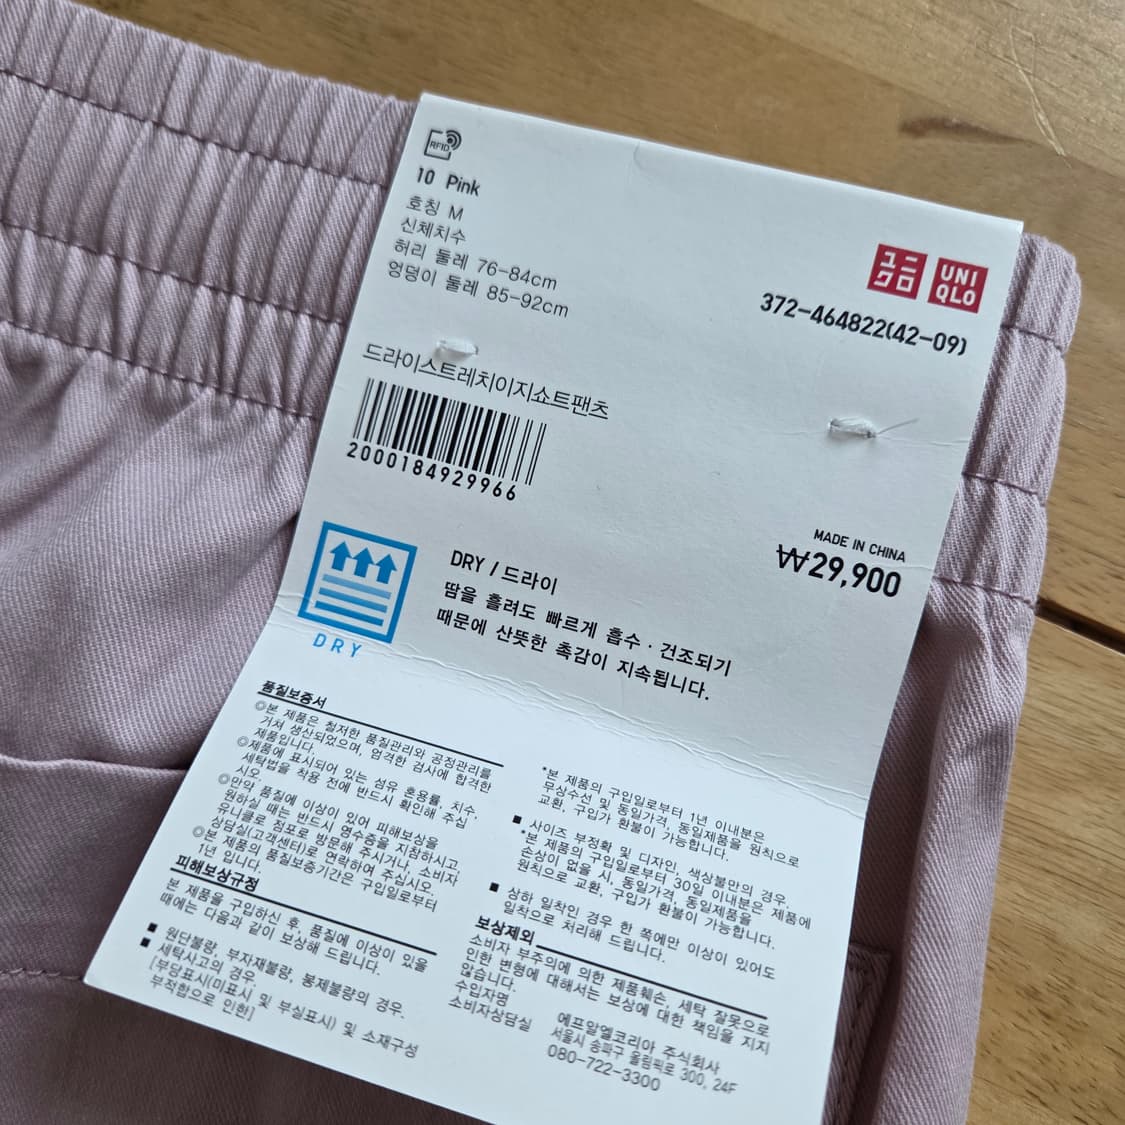 RFID
10 Pink
호칭 M
신체치수
허리 둘레 76-84cm
엉덩이 둘레 85-92cm
ユニ
クロ
UNI
QLO
372-464822(42-09)
드라이스트레치이지쇼트팬츠
2000184929966
MADE IN CHINA
₩29,900
DRY
DRY / 드라이
땀을 흘려도 빠르게 흡수 · 건조되기
때문에 산뜻한 촉감이 지속됩니다.
품질보증서
◎본 제품은 철저한 품질관리와 공정관리를
거쳐 생산되었으며, 엄격한 검사에 합격한
제품입니다.
◎제품에 표시되어 있는 섬유 혼용률, 치수,
세탁법을 착용 전에 반드시 확인해 주십
시오.
◎만약 품질에 이상이 있어 피해보상을
원하실 때는 반드시 영수증을 지참하시고,
유니클로 점포로 방문해 주시거나, 소비자
상담실(고객센터)로 연락하여 주십시오.
◎본 제품의 품질보증기간은 구입일로부터
1년 입니다.
피해보상규정
본 제품을 구입하신 후, 품질에 이상이 있을
때에는 다음과 같이 보상해 드립니다.
■ 원단불량, 부자재불량, 봉제불량의 경우.
■ 세탁사고의 경우.
[부당표시(미표시 및 부실표시) 및 소재구성
부적합으로 인한]
*본 제품의 구입일로부터 1년 이내분은
무상수선 및 동일가격, 동일제품을 원칙으로
교환, 구입가 환불이 가능합니다.
■ 사이즈 부정확 및 디자인, 색상불만의 경우.
*본 제품의 구입일로부터 30일 이내분은 제품에
손상이 없을 시, 동일가격, 동일제품을
원칙으로 교환, 구입가 환불이 가능합니다.
■ 상하 일착인 경우 한 쪽에만 이상이 있어도
일착으로 처리해 드립니다.
보상제외
소비자 부주의에 의한 제품훼손, 세탁 잘못으로
인한 변형에 대해서는 보상에 대한 책임을 지지
않습니다.
수입자명 에프알엘코리아 주식회사
서울시 송파구 올림픽로 300, 24F
소비자상담실 080-722-3300